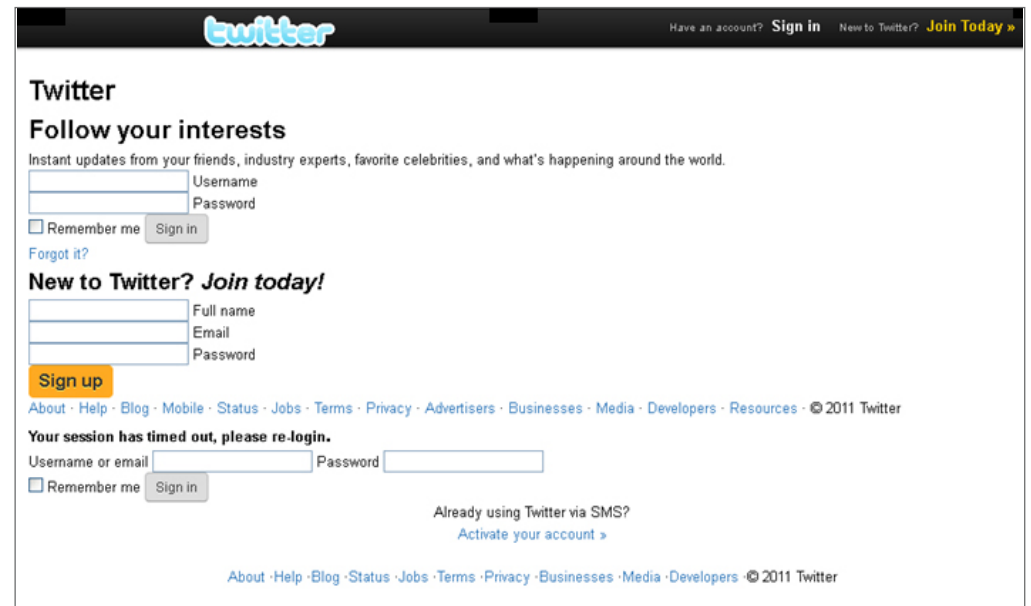 twitter Have an account? Sign in New to Twitter? Join Today »
Twitter
Follow your interests
Instant updates from your friends, industry experts, favorite celebrities, and what's happening around the world.
Username
Password
Remember me Sign in
Forgot it?
New to Twitter? Join today!
Full name
Email
Password
Sign up
About · Help · Blog · Mobile · Status · Jobs · Terms · Privacy · Advertisers · Businesses · Media · Developers · Resources · © 2011 Twitter
Your session has timed out, please re-login.
Username or email Password
Remember me Sign in
Already using Twitter via SMS?
Activate your account »
About ·Help ·Blog ·Status ·Jobs ·Terms ·Privacy ·Businesses ·Media ·Developers ·© 2011 Twitter